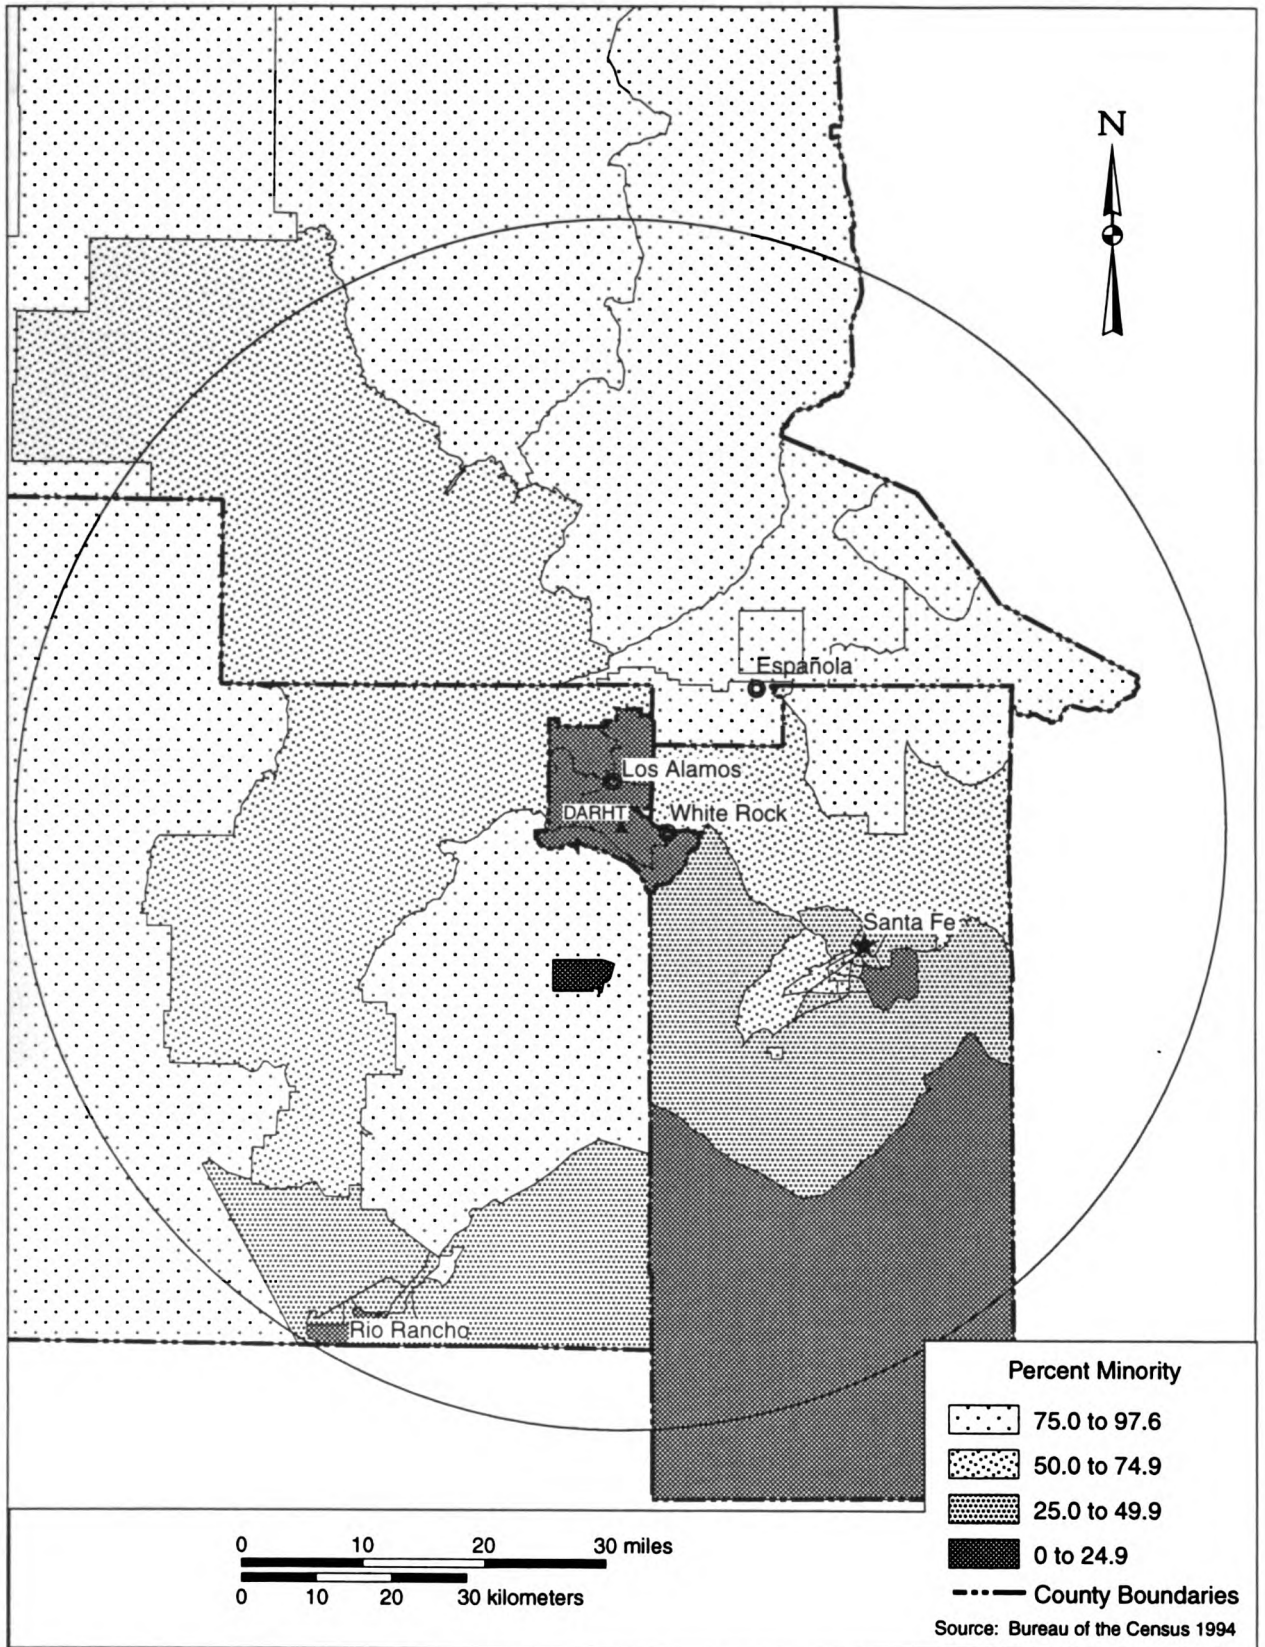 N
Española
Los Alamos
DARHT
White Rock
Santa Fe
Rio Rancho
Percent Minority
75.0 to 97.6
50.0 to 74.9
25.0 to 49.9
0 to 24.9
County Boundaries
Source: Bureau of the Census 1994
0 10 20 30 miles
0 10 20 30 kilometers